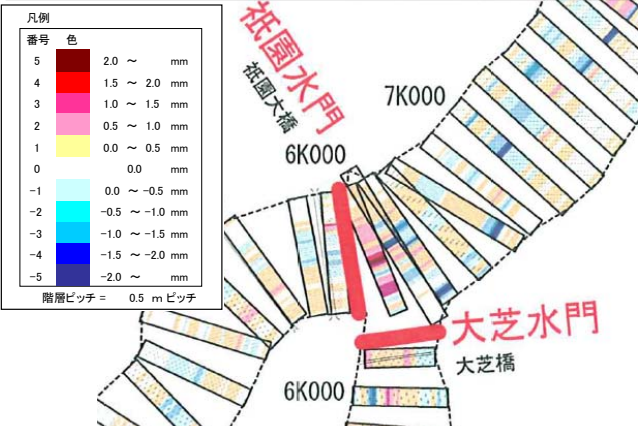 凡例
番号 色
5 2.0 ～ mm
4 1.5 ～ 2.0 mm
3 1.0 ～ 1.5 mm
2 0.5 ～ 1.0 mm
1 0.0 ～ 0.5 mm
0 0.0 mm
-1 0.0 ～ -0.5 mm
-2 -0.5 ～ -1.0 mm
-3 -1.0 ～ -1.5 mm
-4 -1.5 ～ -2.0 mm
-5 -2.0 ～ mm
階層ピッチ = 0.5 m ピッチ
祇園水門
祇園大橋
7K000
6K000
大芝水門
大芝橋
6K000